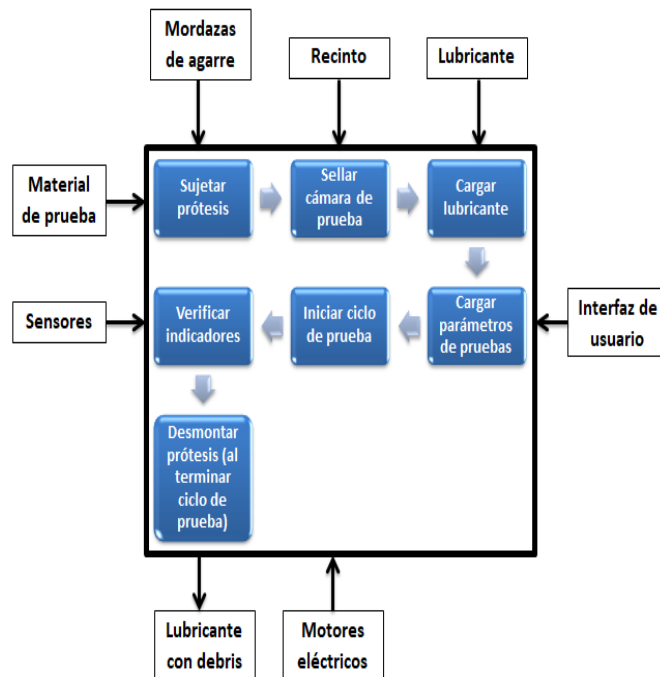 Mordazas
de agarre
Recinto
Lubricante
Material
de prueba
Sujetar
prótesis
Sellar
cámara de
prueba
Cargar
lubricante
Sensores
Verificar
indicadores
Iniciar ciclo
de prueba
Cargar
parámetros
de pruebas
Interfaz de
usuario
Desmontar
prótesis (al
terminar
ciclo de
prueba)
Lubricante
con debris
Motores
eléctricos